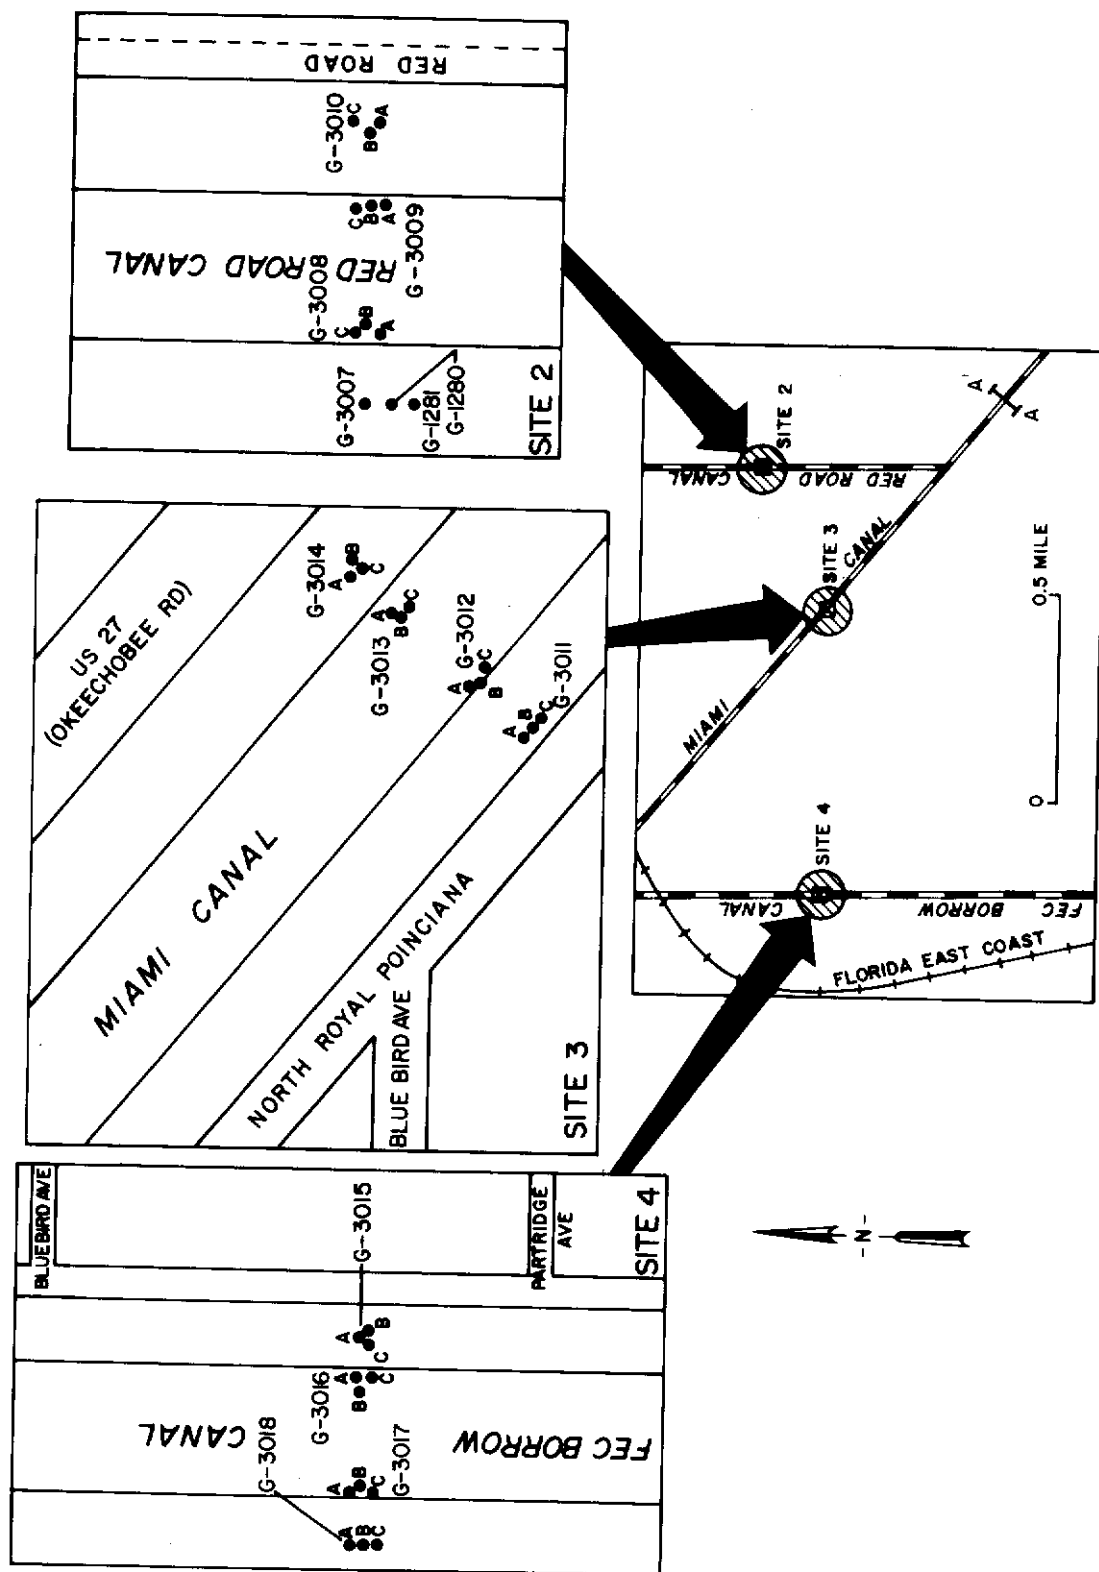 RED ROAD
G-3010
C
B
A
RED ROAD CANAL
G-3008
C
B
A
C
B
A
G-3009
G-3007
G-1281
G-1280
SITE 2
US 27
(OKEECHOBEE RD)
G-3014
A
B
C
G-3013
A
B
C
G-3012
A
B
C
G-3011
A
B
C
MIAMI CANAL
NORTH ROYAL POINCIANA
BLUE BIRD AVE
SITE 3
BLUE BIRD AVE
G-3015
A
B
C
PARTRIDGE
AVE
SITE 4
G-3016
A
B
C
G-3018
A
B
C
G-3017
A
B
C
FEC BORROW CANAL
SITE 2
RED ROAD CANAL
A
A'
SITE 3
MIAMI CANAL
SITE 4
FEC BORROW CANAL
FLORIDA EAST COAST
0
0.5 MILE
-N-